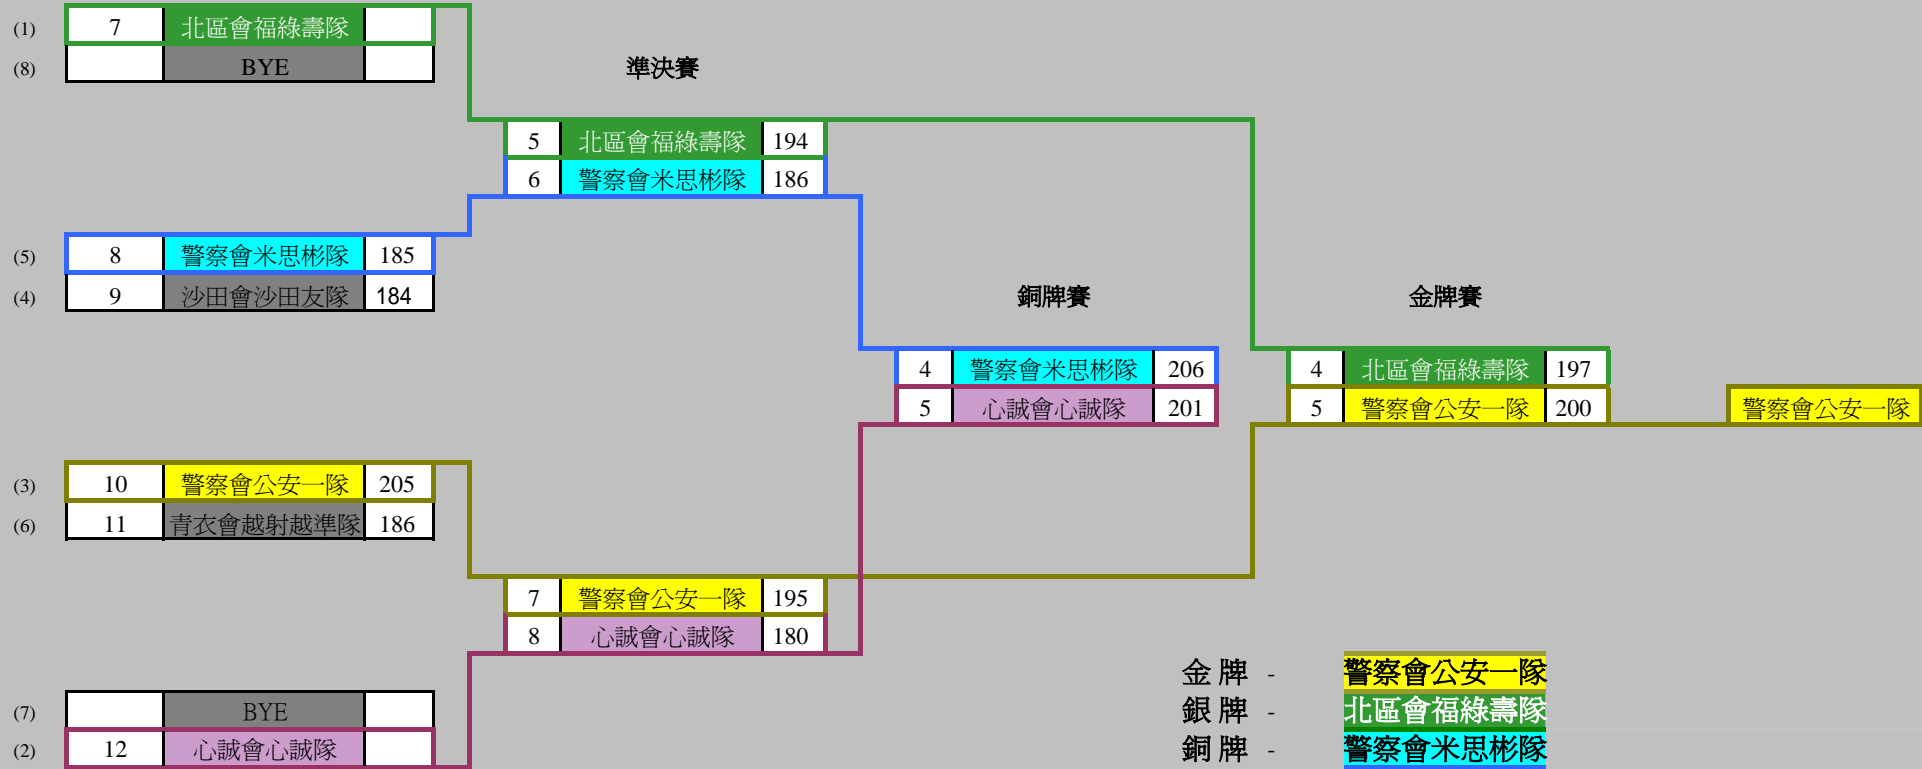 (1) 7 北區會福綠壽隊
(8) BYE 準決賽
5 北區會福綠壽隊 194
6 警察會米思彬隊 186
(5) 8 警察會米思彬隊 185
(4) 9 沙田會沙田友隊 184 銅牌賽 金牌賽
4 警察會米思彬隊 206 4 北區會福綠壽隊 197
5 心誠會心誠隊 201 5 警察會公安一隊 200 警察會公安一隊
(3) 10 警察會公安一隊 205
(6) 11 青衣會越射越準隊 186
7 警察會公安一隊 195
8 心誠會心誠隊 180
金牌 - 警察會公安一隊
(7) BYE 銀牌 - 北區會福綠壽隊
(2) 12 心誠會心誠隊 銅牌 - 警察會米思彬隊